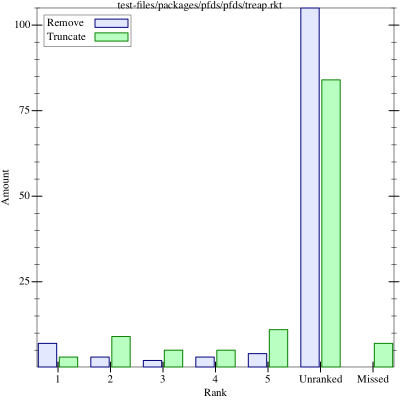 test-files/packages/pfds/pfds/treap.rkt
Remove
Truncate
100
75
50
25
Amount
1 2 3 4 5 Unranked Missed
Rank